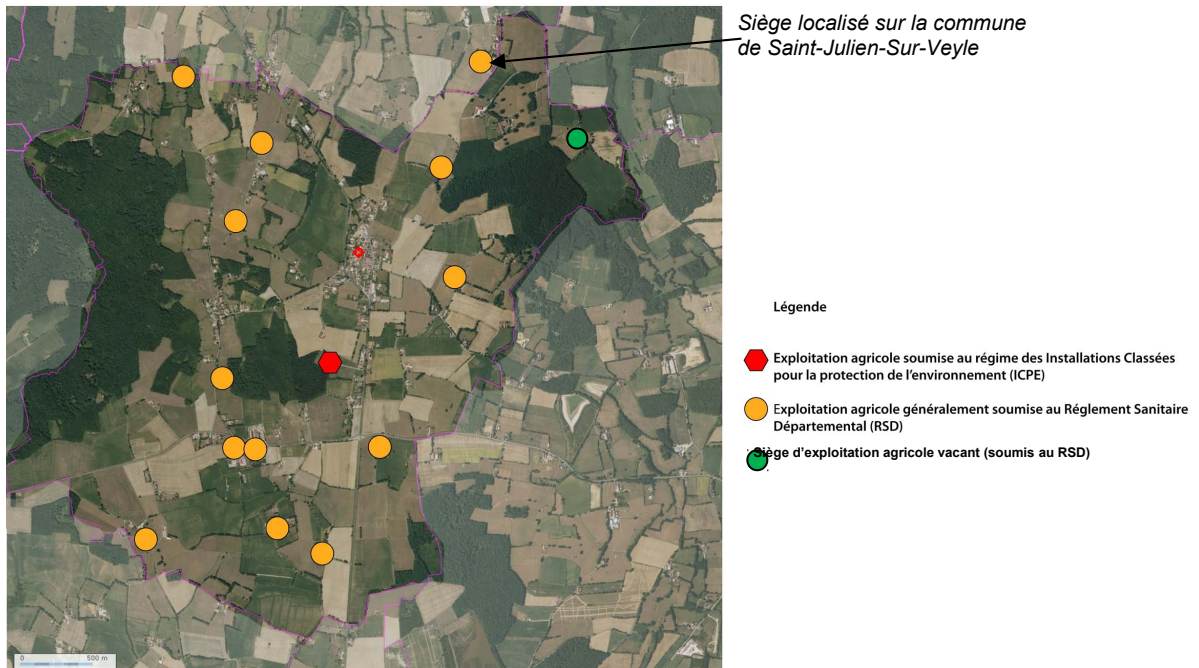 Siège localisé sur la commune
de Saint-Julien-Sur-Veyle
Légende
Exploitation agricole soumise au régime des Installations Classées
pour la protection de l'environnement (ICPE)
Exploitation agricole généralement soumise au Réglement Sanitaire
Départemental (RSD)
Siège d'exploitation agricole vacant (soumis au RSD)
0 500 m